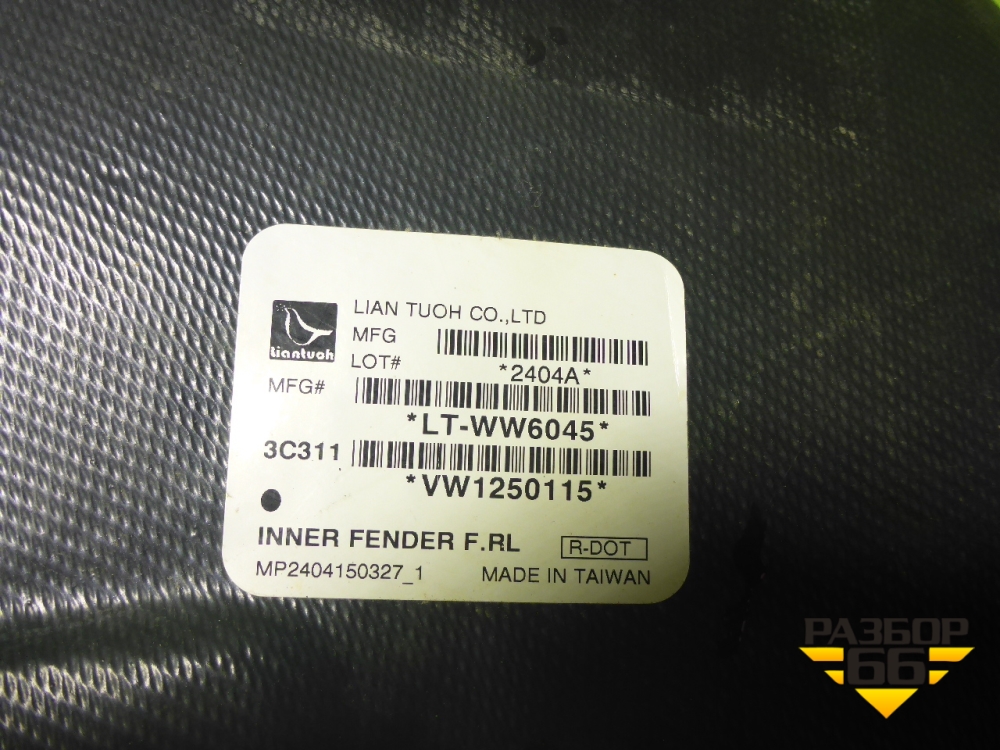 LIAN TUOH CO.,LTD
Liantuoh
MFG
LOT#
*2404A*
MFG#
*LT-WW6045*
3C311
*VW1250115*
INNER FENDER F.RL
R-DOT
MP2404150327_1
MADE IN TAIWAN
РАЗБОР
66